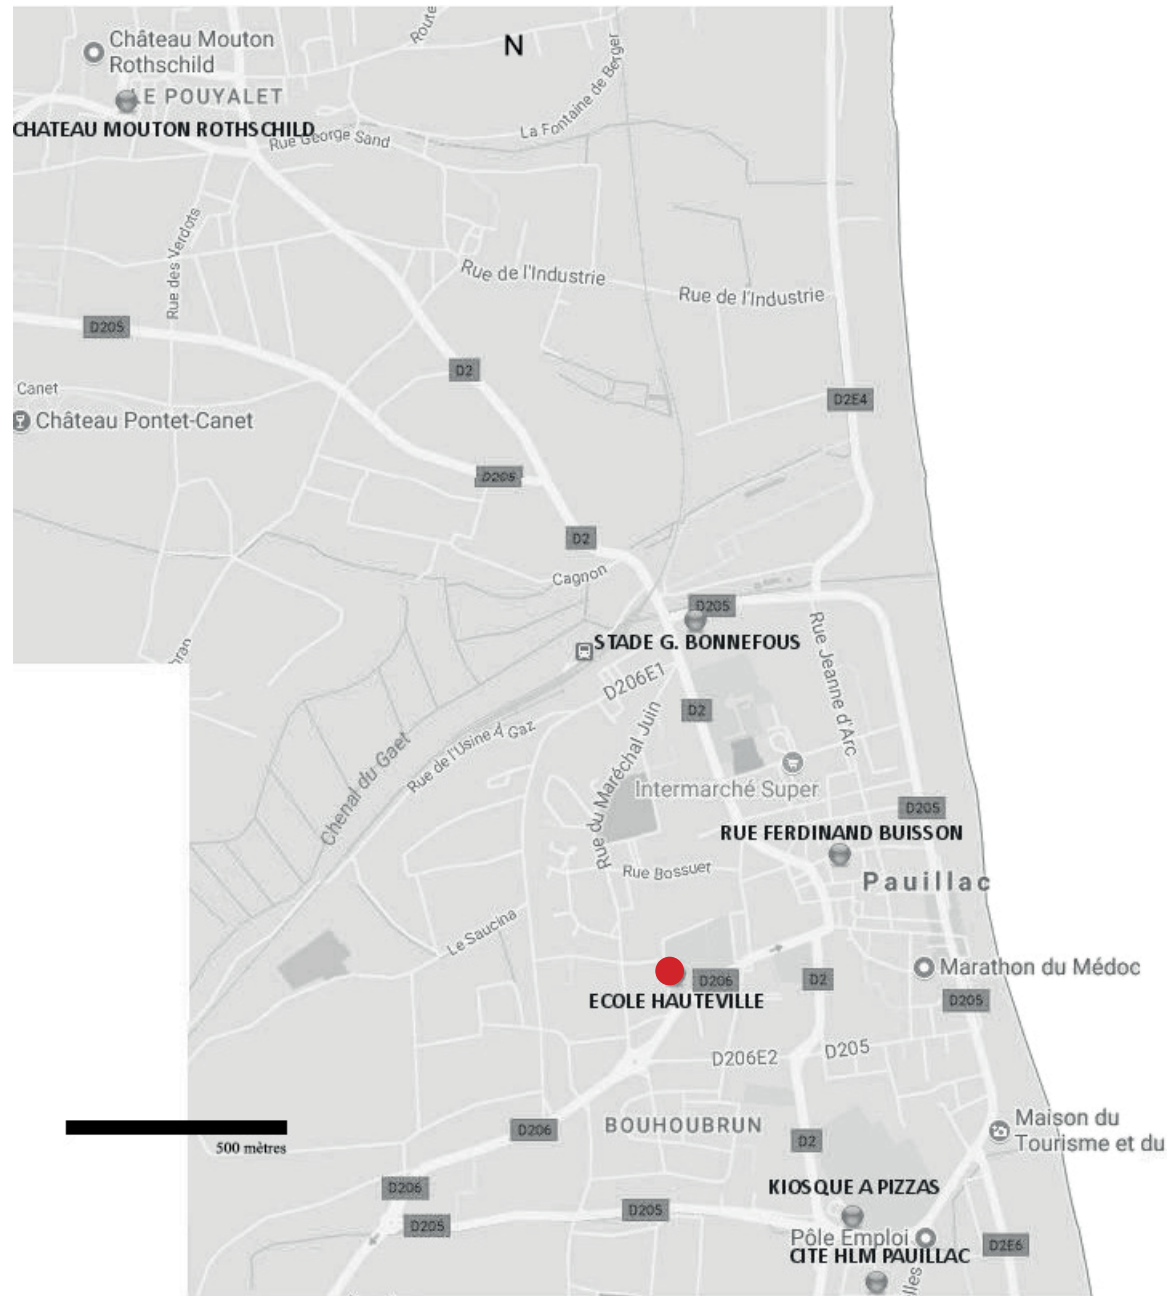 Route
N
Château Mouton
Rothschild
LE POUYALET
CHATEAU MOUTON ROTHSCHILD
Rue George Sand
La Fontaine de Berger
Rue des Verdots
Rue de l'Industrie
Rue de l'Industrie
D205
D2
Canet
D2E4
Château Pontet-Canet
D205
D2
Cagnon
D205
STADE G. BONNEFOUS
D206E1
Rue Jeanne d'Arc
D2
Rue du Maréchal Juin
Rue de l'Usine À Gaz
Chenal du Gaet
Intermarché Super
D205
RUE FERDINAND BUISSON
Rue Bossuet
Pauillac
Le Saucina
Marathon du Médoc
D206
D2
ECOLE HAUTEVILLE
D205
D206E2
D205
500 mètres
D206
BOUHOUBRUN
Maison du
Tourisme et du
D2
D206
KIOSQUE A PIZZAS
D205
D205
Pôle Emploi
D2E6
CITE HLM PAUILLAC